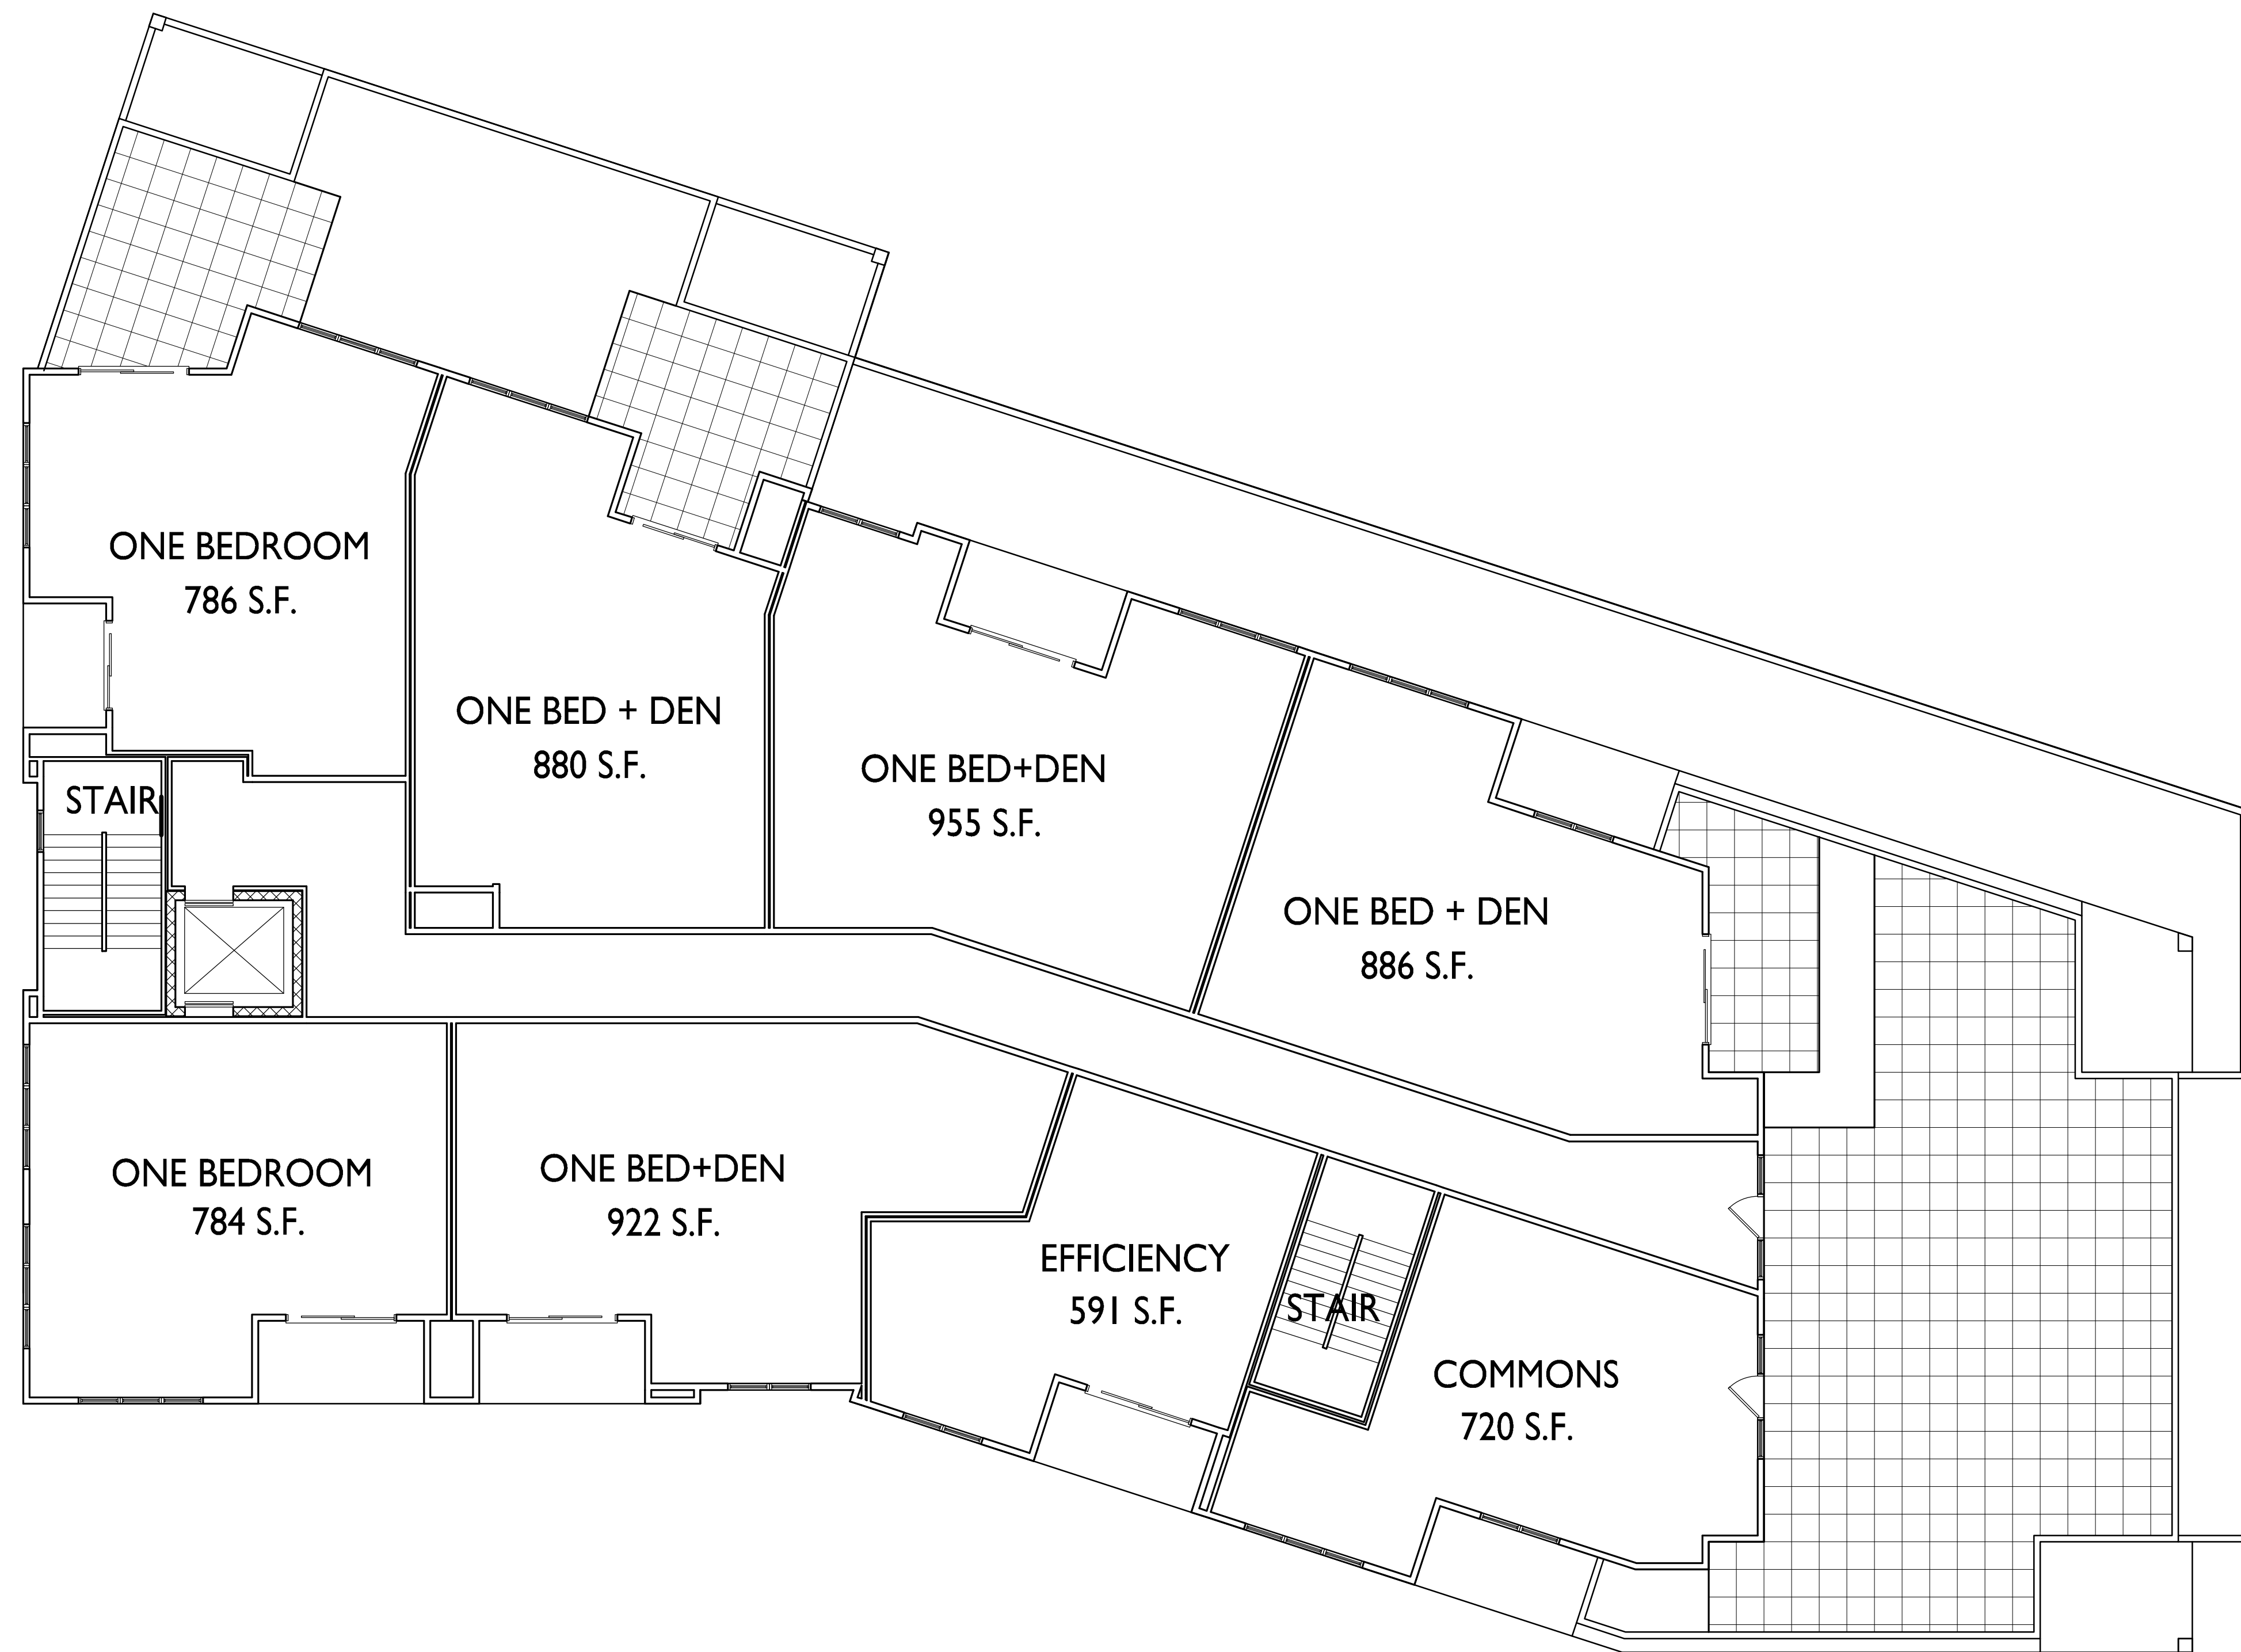 ONE BEDROOM
786 S.F.
ONE BED + DEN
880 S.F.
ONE BED+DEN
955 S.F.
STAIR
ONE BED + DEN
886 S.F.
ONE BEDROOM
784 S.F.
ONE BED+DEN
922 S.F.
EFFICIENCY
591 S.F.
STAIR
COMMONS
720 S.F.